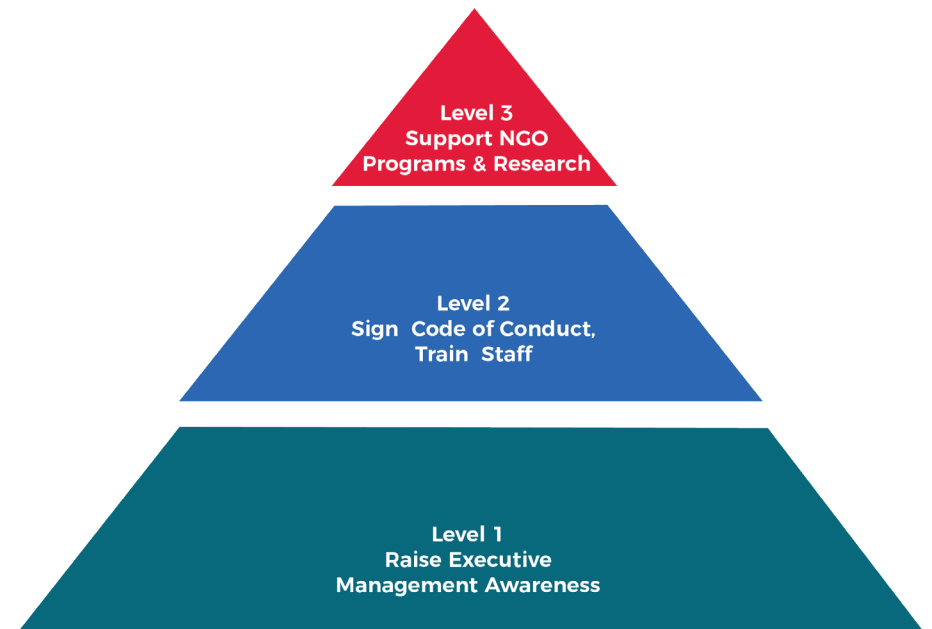 Level 3
Support NGO
Programs & Research
Level 2
Sign  Code of Conduct,
Train  Staff
Level 1
Raise Executive
Management Awareness